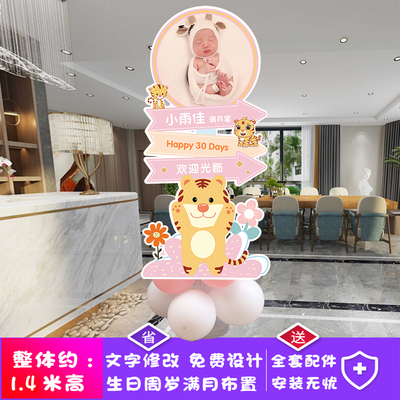 小雨佳 满月宴
Happy 30 Days
欢迎光临
省
送
整体约：
1.4 米高
文字修改 免费设计
生日周岁满月布置
全套配件
安装无忧